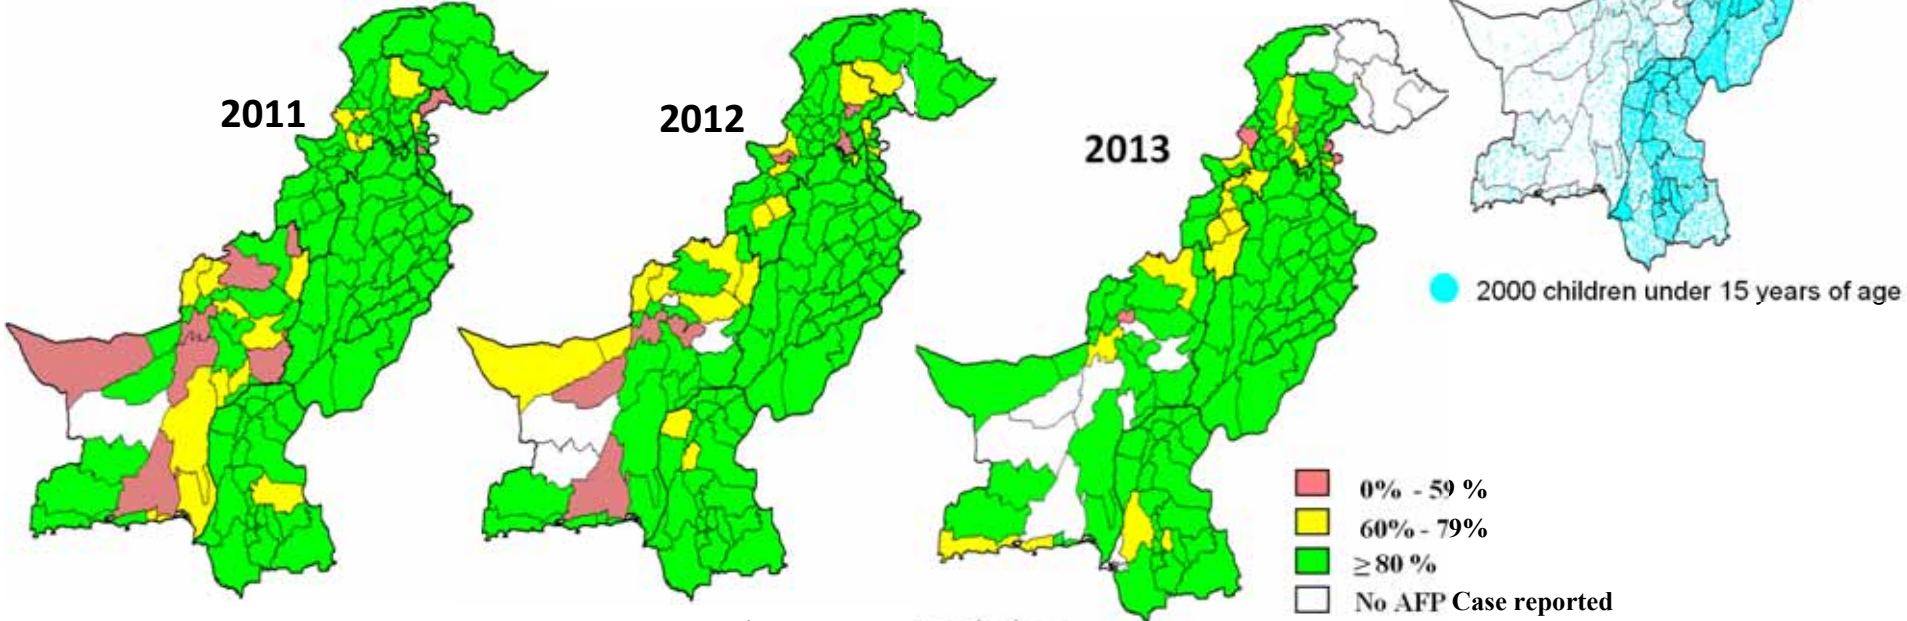 2011
2012
2013
2000 children under 15 years of age
0% - 59 %
60% - 79%
≥ 80 %
No AFP Case reported